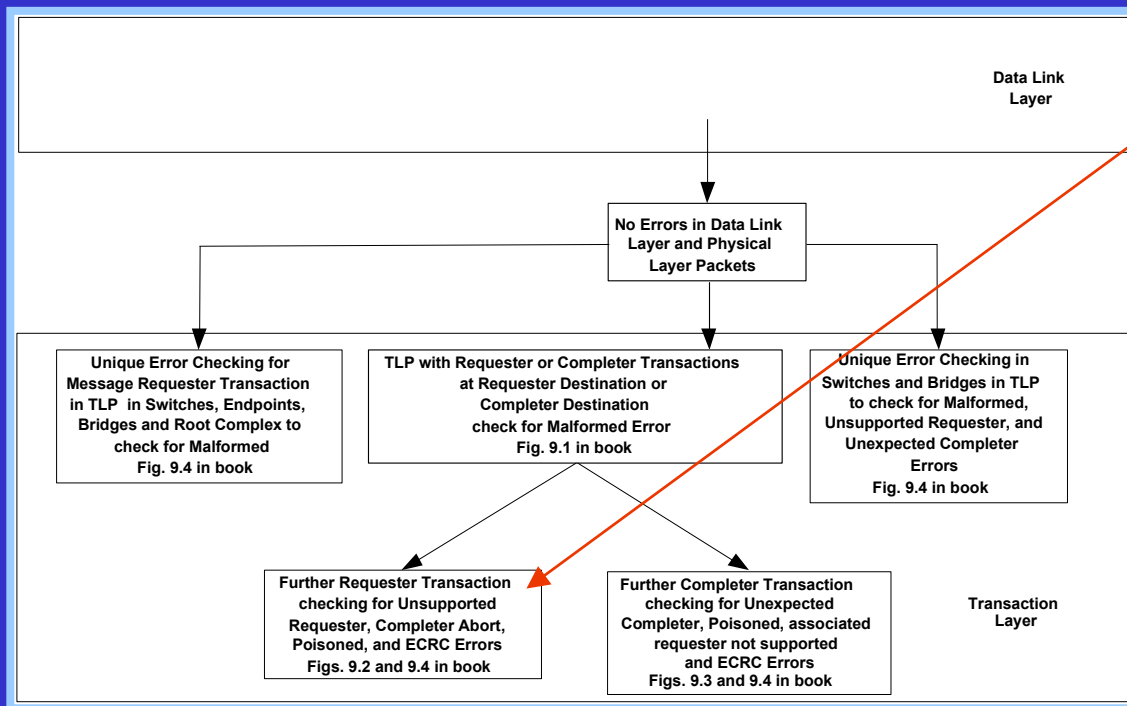 Data Link
Layer
No Errors in Data Link
Layer and Physical
Layer Packets
Unique Error Checking for
Message Requester Transaction
in TLP in Switches, Endpoints,
Bridges and Root Complex to
check for Malformed
Fig. 9.4 in book
TLP with Requester or Completer Transactions
at Requester Destination or
Completer Destination
check for Malformed Error
Fig. 9.1 in book
Unique Error Checking in
Switches and Bridges in TLP
to check for Malformed,
Unsupported Requester, and
Unexpected Completer
Errors
Fig. 9.4 in book
Further Requester Transaction
checking for Unsupported
Requester, Completer Abort,
Poisoned, and ECRC Errors
Figs. 9.2 and 9.4 in book
Further Completer Transaction
checking for Unexpected
Completer, Poisoned, associated
requester not supported
and ECRC Errors
Figs. 9.3 and 9.4 in book
Transaction
Layer